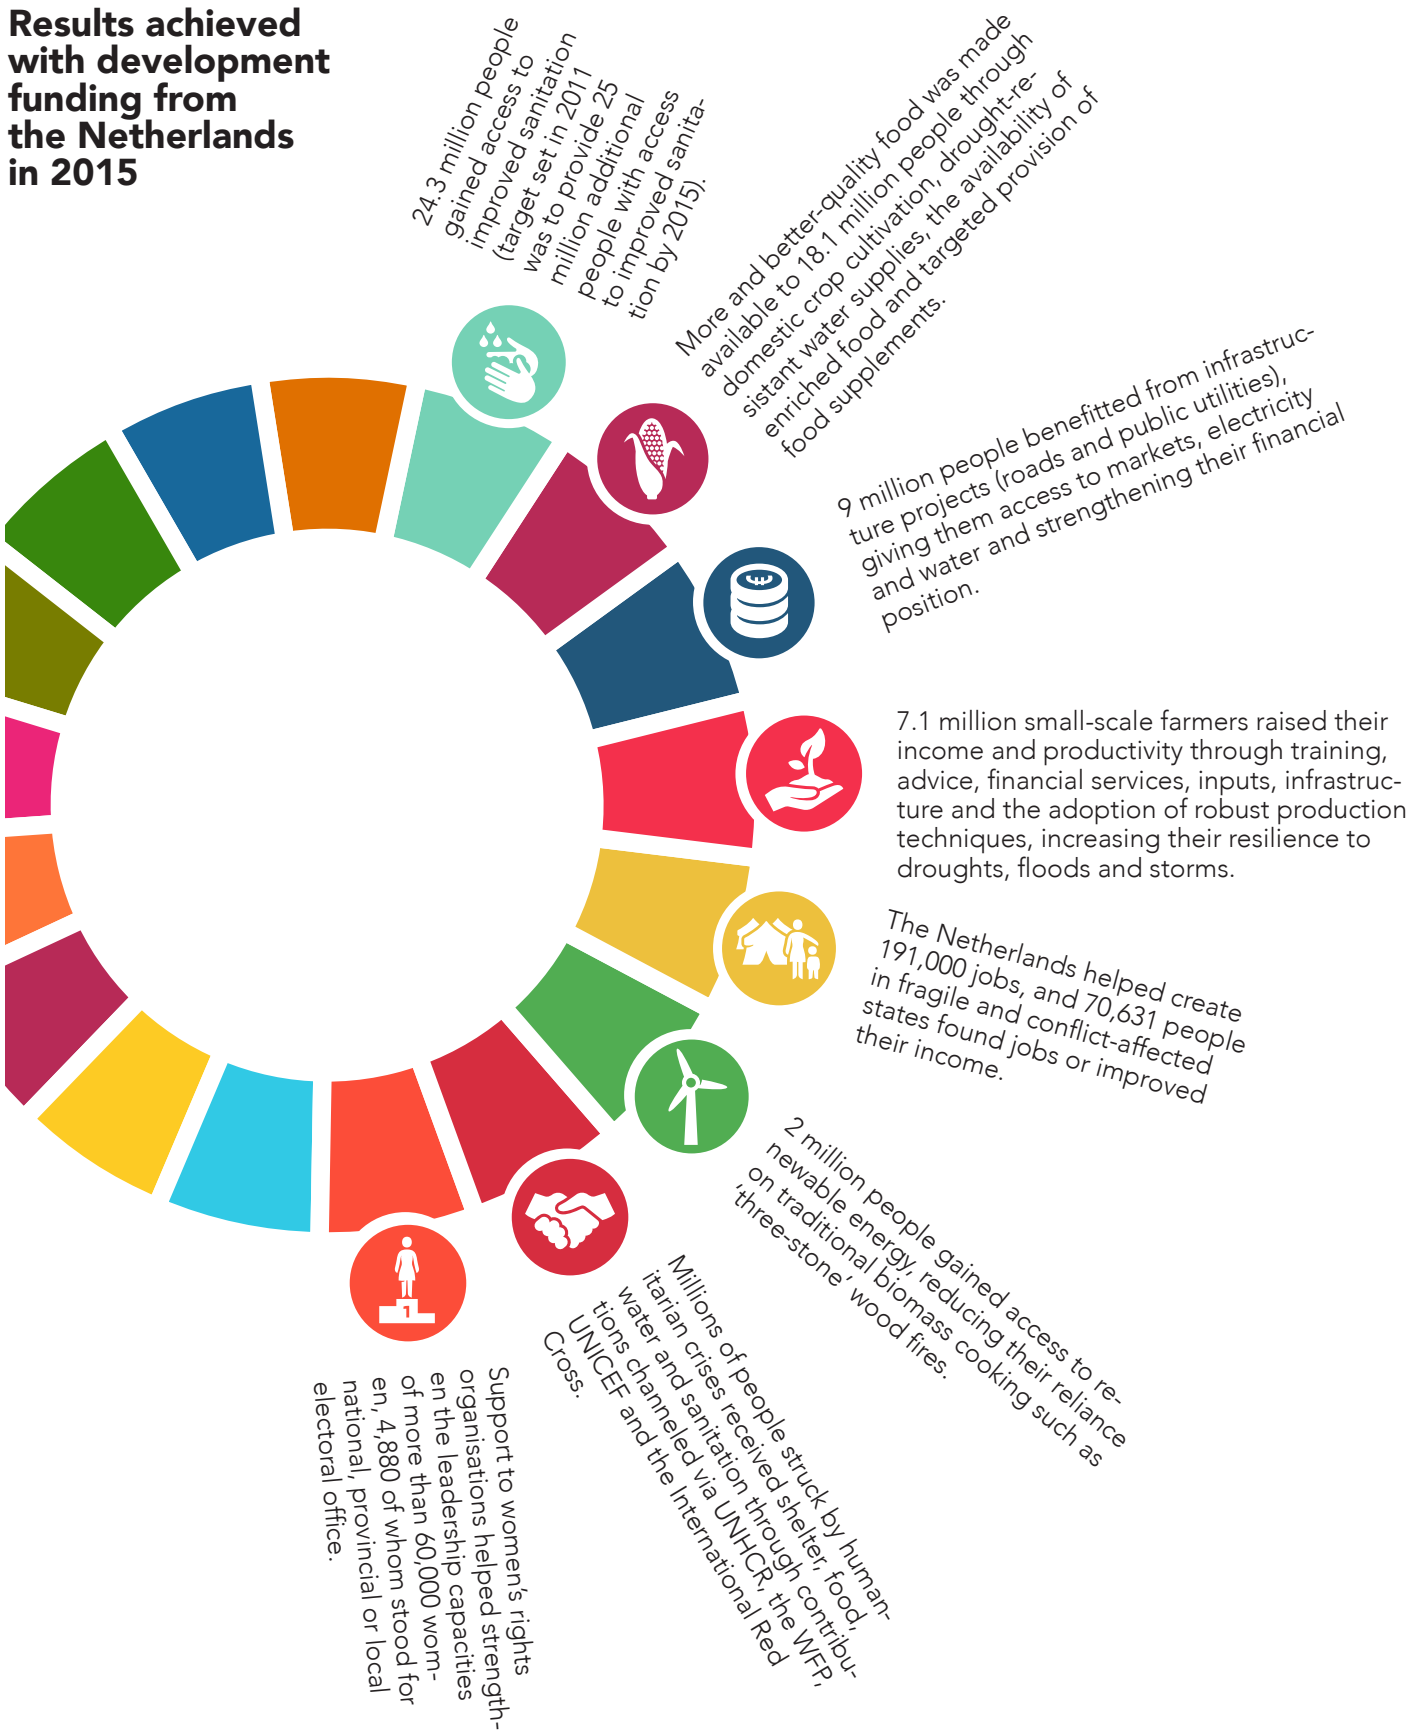 Results achieved
with development
funding from
the Netherlands
in 2015
24.3 million people
gained access to
improved sanitation
(target set in 2011
was to provide 25
million additional
people with access
to improved sanita-
tion by 2015).
More and better-quality food was made
available to 18.1 million people through
domestic crop cultivation, drought-re-
sistant water supplies, the availability of
enriched food and targeted provision of
food supplements.
9 million people benefitted from infrastruc-
ture projects (roads and public utilities),
giving them access to markets, electricity
and water and strengthening their financial
position.
7.1 million small-scale farmers raised their
income and productivity through training,
advice, financial services, inputs, infrastruc-
ture and the adoption of robust production
techniques, increasing their resilience to
droughts, floods and storms.
The Netherlands helped create
191,000 jobs, and 70,631 people
in fragile and conflict-affected
states found jobs or improved
their income.
2 million people gained access to re-
newable energy, reducing their reliance
on traditional biomass cooking such as
‘three-stone’ wood fires.
Millions of people struck by human-
itarian crises received shelter, food,
water and sanitation through contribu-
tions channeled via UNHCR, the WFP,
UNICEF and the International Red
Cross.
1
Support to women’s rights
organisations helped strength-
en the leadership capacities
of more than 60,000 wom-
en, 4,880 of whom stood for
national, provincial or local
electoral office.